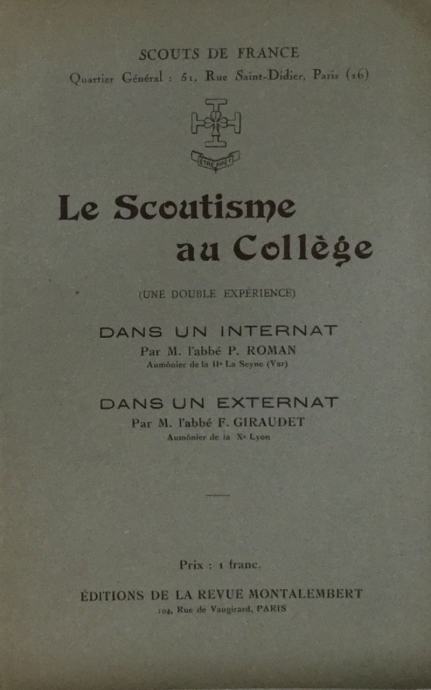 SCOUTS DE FRANCE
Quartier Général : 51, Rue Saint-Didier, Paris (16)
ÊTRE PRÊT
Le Scoutisme
au Collège
(UNE DOUBLE EXPÉRIENCE)
DANS UN INTERNAT
Par M. l'abbé P. ROMAN
Aumônier de la IIe La Seyne (Var)
DANS UN EXTERNAT
Par M. l'abbé F. GIRAUDET
Aumônier de la Xe Lyon
Prix : 1 franc.
ÉDITIONS DE LA REVUE MONTALEMBERT
104, Rue de Vaugirard, PARIS